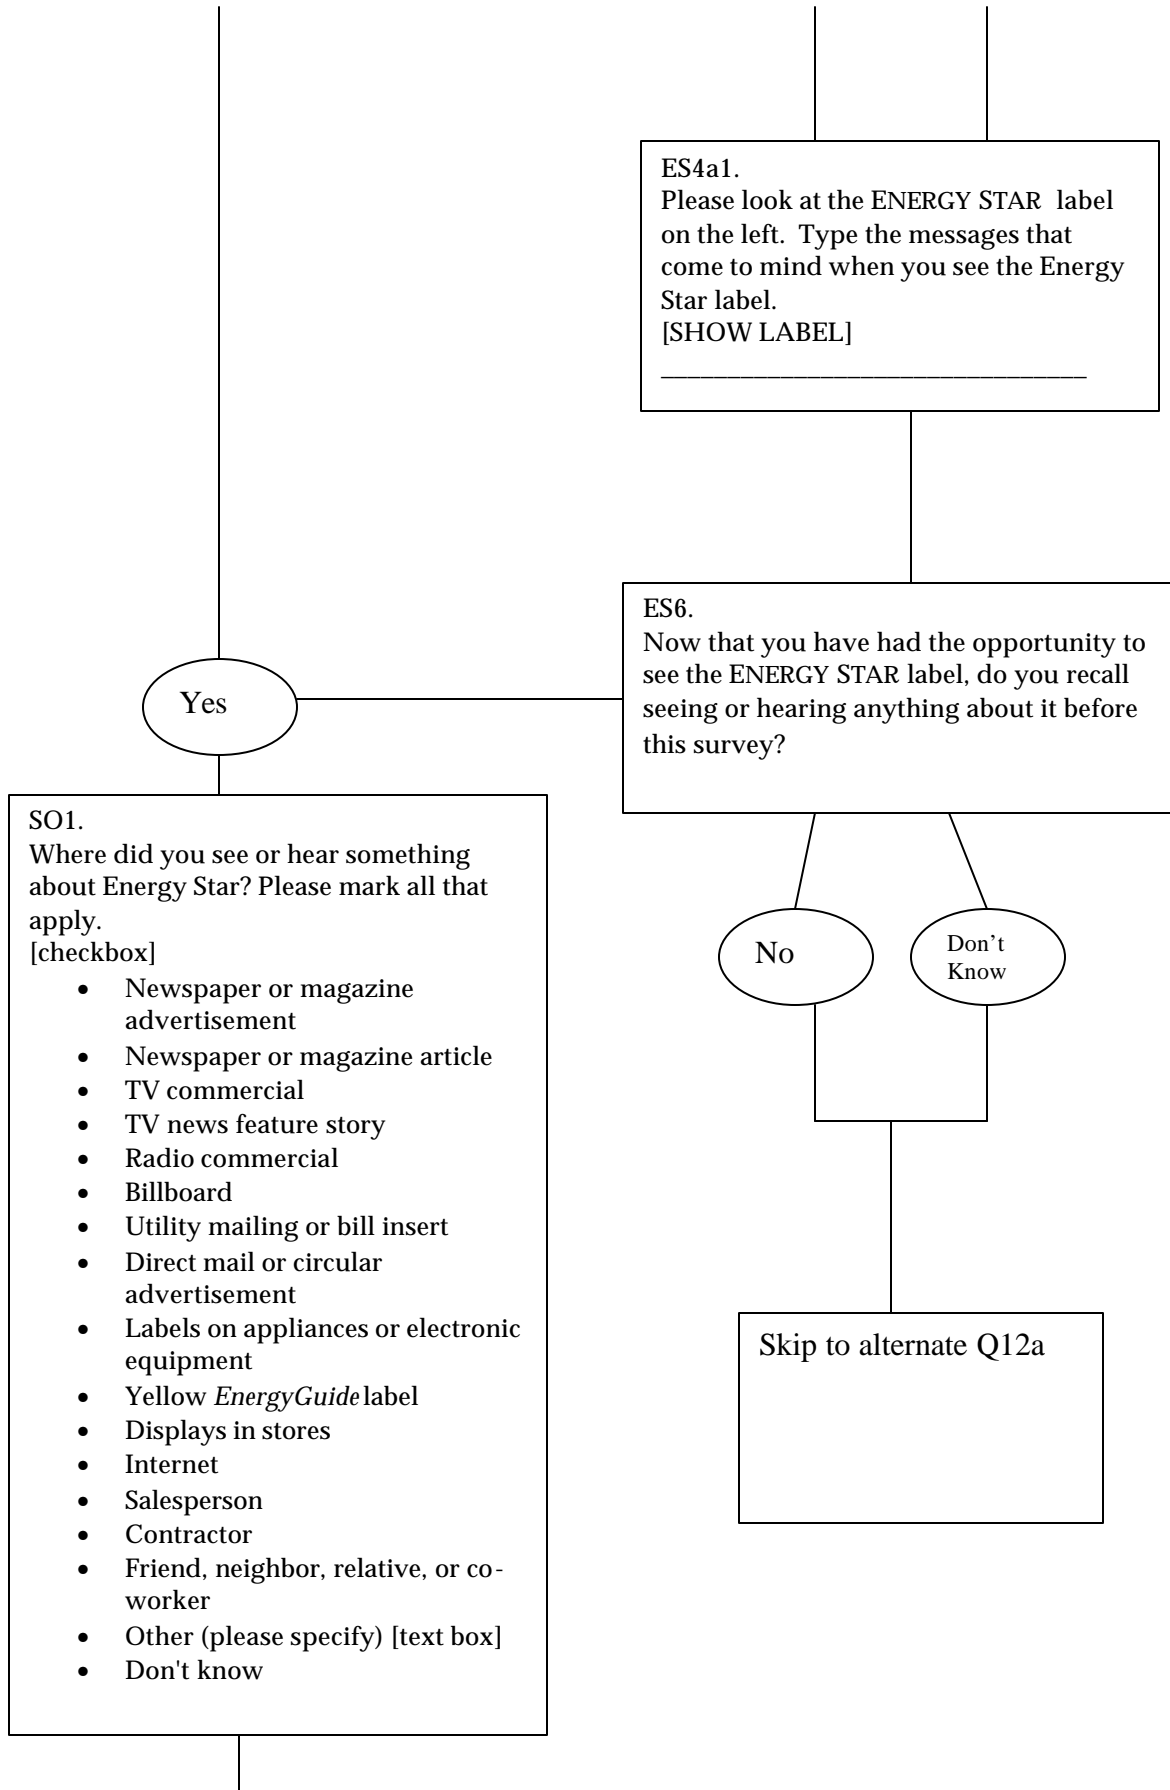 ES4a1.
Please look at the ENERGY STAR label
on the left. Type the messages that
come to mind when you see the Energy
Star label.
[SHOW LABEL]
________________________________
ES6.
Now that you have had the opportunity to
see the ENERGY STAR label, do you recall
seeing or hearing anything about it before
this survey?
Yes
No
Don't
Know
Skip to alternate Q12a
SO1.
Where did you see or hear something
about Energy Star? Please mark all that
apply.
[checkbox]
• Newspaper or magazine
advertisement
• Newspaper or magazine article
• TV commercial
• TV news feature story
• Radio commercial
• Billboard
• Utility mailing or bill insert
• Direct mail or circular
advertisement
• Labels on appliances or electronic
equipment
• Yellow EnergyGuide label
• Displays in stores
• Internet
• Salesperson
• Contractor
• Friend, neighbor, relative, or co-
worker
• Other (please specify) [text box]
• Don't know